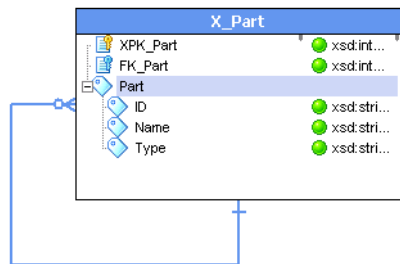 X_Part
XPK_Part xsd:int...
FK_Part xsd:int...
Part
ID xsd:stri...
Name xsd:stri...
Type xsd:stri...